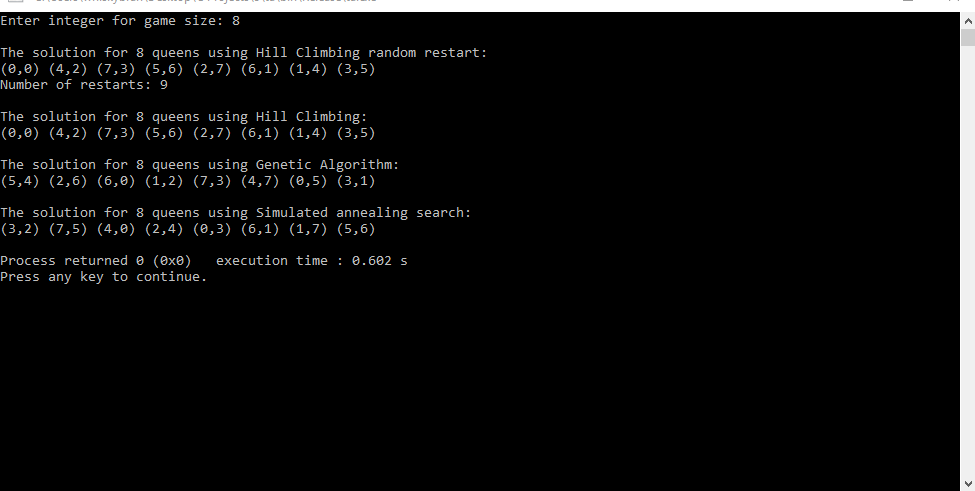 Enter integer for game size: 8
The solution for 8 queens using Hill Climbing random restart:
(0,0) (4,2) (7,3) (5,6) (2,7) (6,1) (1,4) (3,5)
Number of restarts: 9
The solution for 8 queens using Hill Climbing:
(0,0) (4,2) (7,3) (5,6) (2,7) (6,1) (1,4) (3,5)
The solution for 8 queens using Genetic Algorithm:
(5,4) (2,6) (6,0) (1,2) (7,3) (4,7) (0,5) (3,1)
The solution for 8 queens using Simulated annealing search:
(3,2) (7,5) (4,0) (2,4) (0,3) (6,1) (1,7) (5,6)
Process returned 0 (0x0)   execution time : 0.602 s
Press any key to continue.